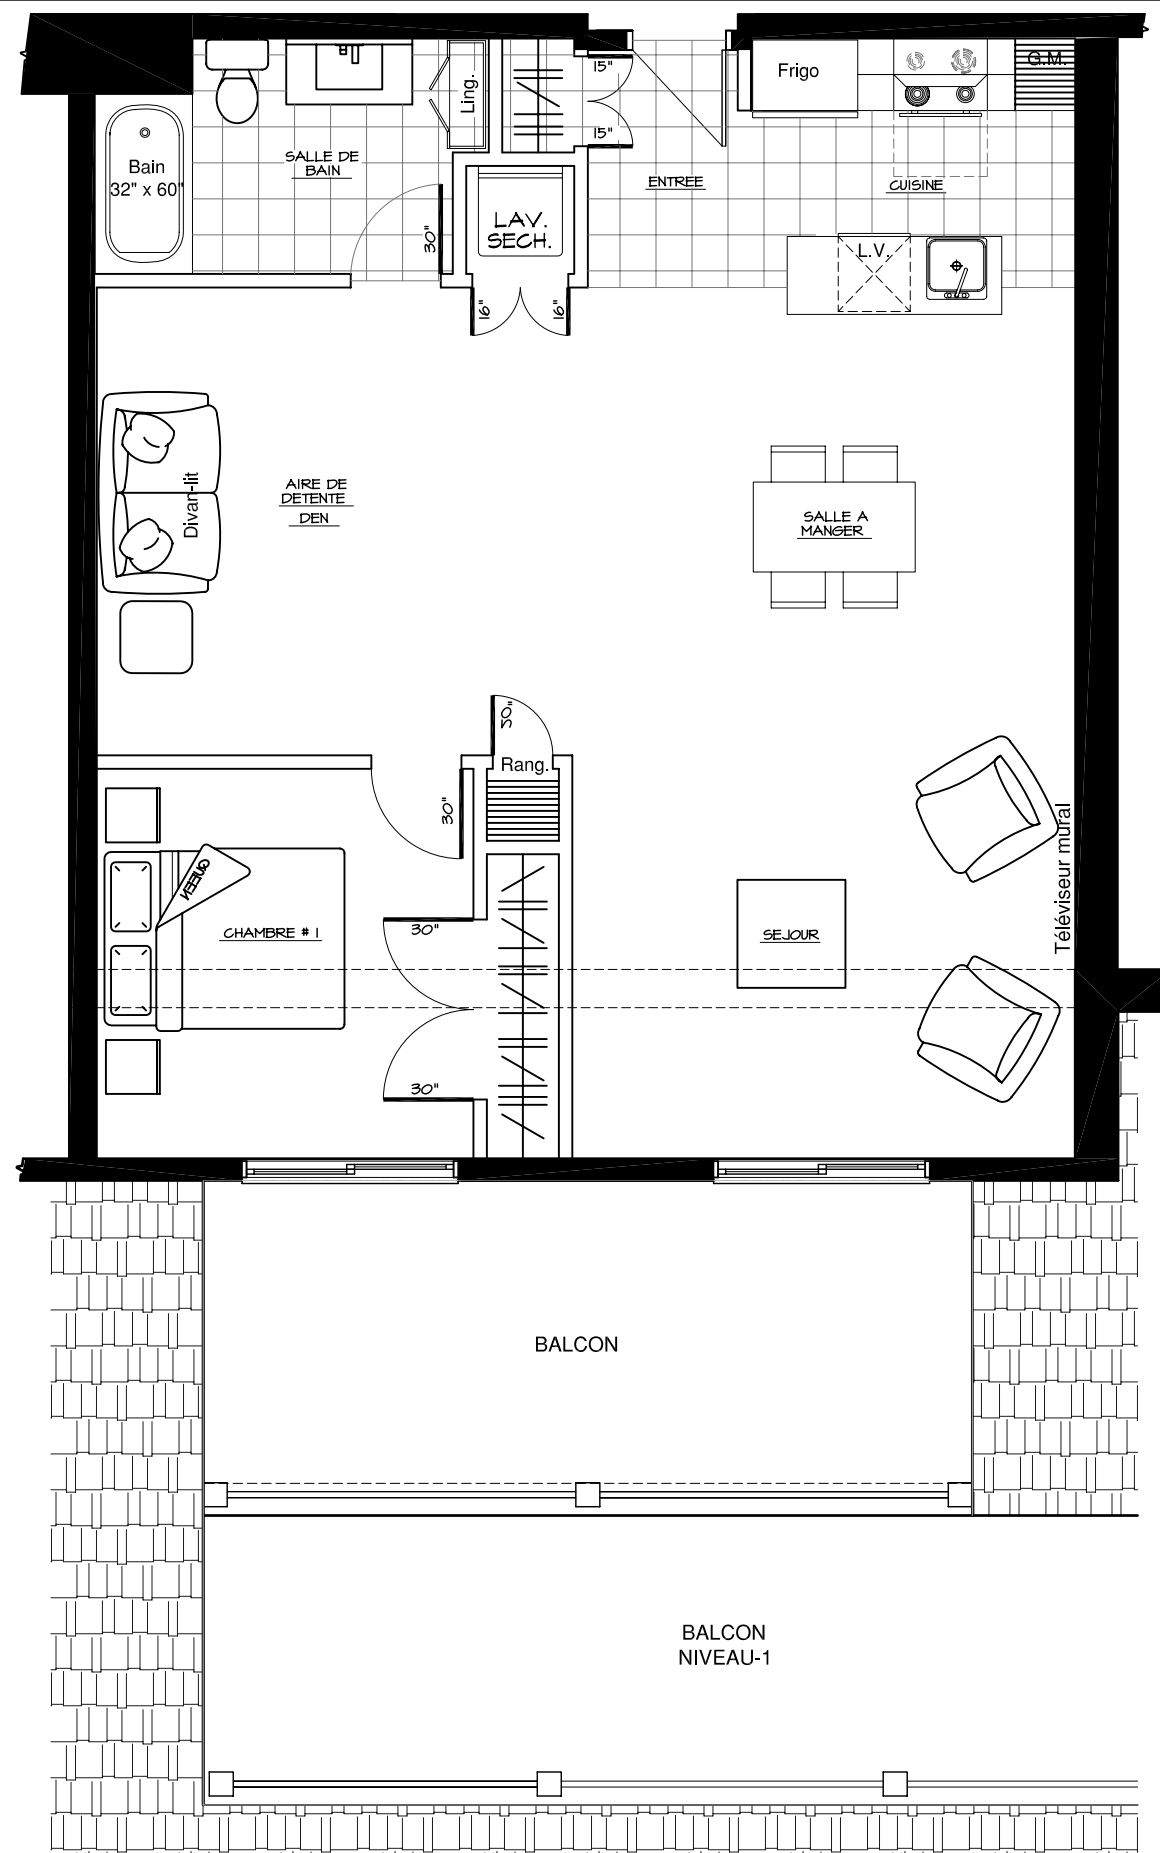 15"
Frigo
G.M.
Ling.
15"
SALLE DE
BAIN
Bain
32" x 60"
ENTREE
CUISINE
LAV.
SECH.
30"
L.V.
16"
16"
Divan-lit
AIRE DE
DETENTE
DEN
SALLE A
MANGER
30"
Rang.
30"
Téléviseur mural
QUEEN
CHAMBRE # 1
30"
SEJOUR
30"
BALCON
BALCON
NIVEAU-1